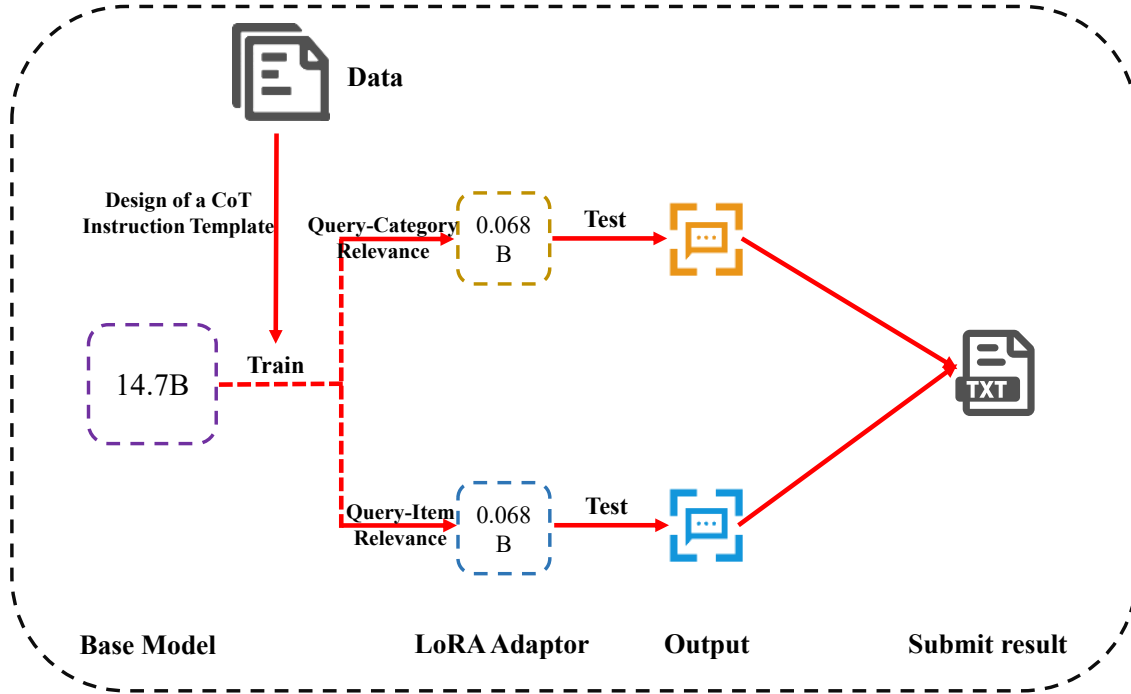 Data
Design of a CoT
Instruction Template
Query-Category
Relevance
0.068
B
Test
14.7B
Train
TXT
Query-Item
Relevance
0.068
B
Test
Base Model
LoRA Adaptor
Output
Submit result